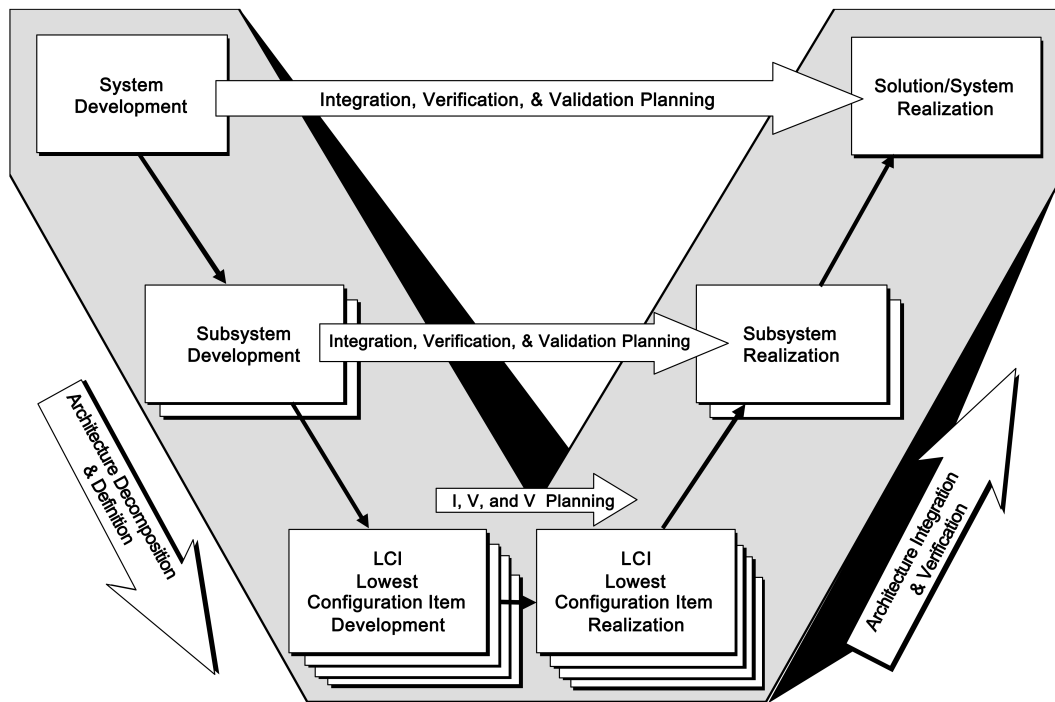 System
Development
Integration, Verification, & Validation Planning
Solution/System
Realization
Subsystem
Development
Integration, Verification, & Validation Planning
Subsystem
Realization
Architecture Decomposition
& Definition
I, V, and V Planning
LCI
Lowest
Configuration Item
Development
LCI
Lowest
Configuration Item
Realization
Architecture Integration
& Verification